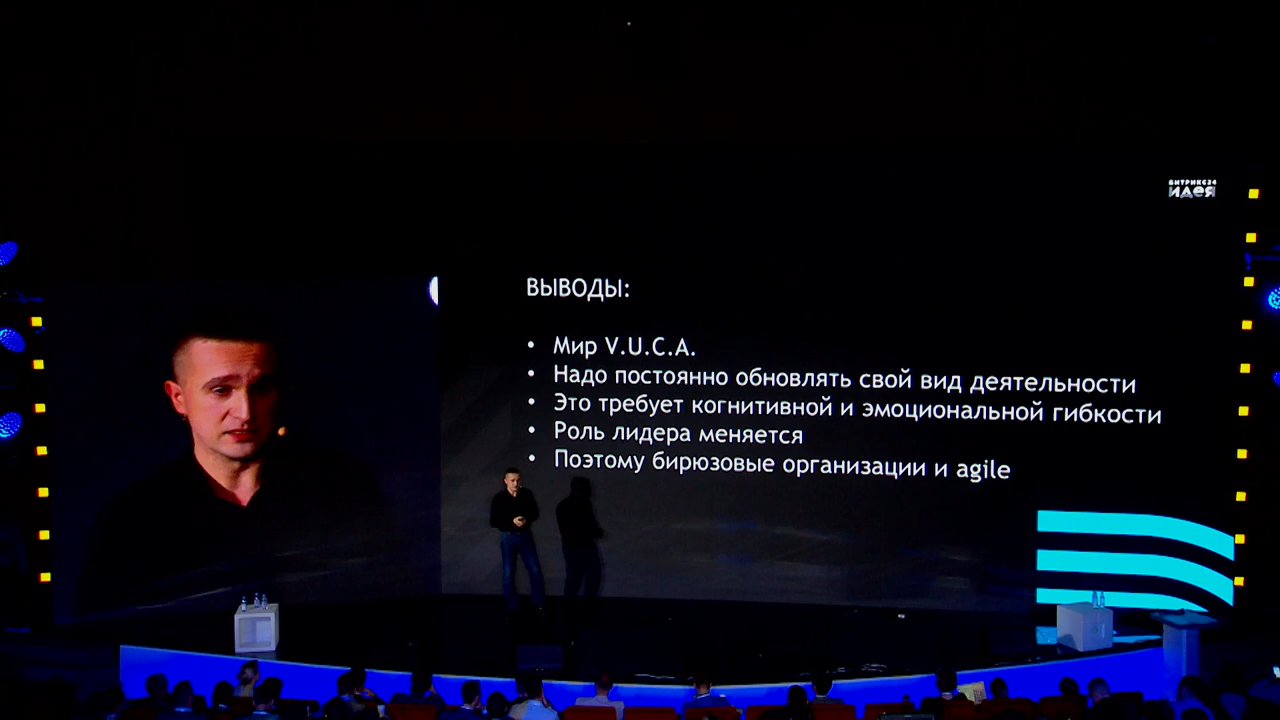 БИТРИКС24
идея
ВЫВОДЫ:
• Мир V.U.C.A.
• Надо постоянно обновлять свой вид деятельности
• Это требует когнитивной и эмоциональной гибкости
• Роль лидера меняется
• Поэтому бирюзовые организации и agile